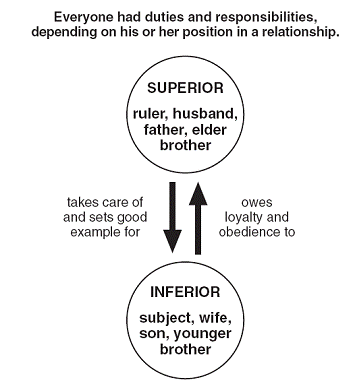 Everyone had duties and responsibilities,
depending on his or her position in a relationship.
SUPERIOR
ruler, husband,
father, elder
brother
takes care of
and sets good
example for
owes
loyalty and
obedience to
INFERIOR
subject, wife,
son, younger
brother